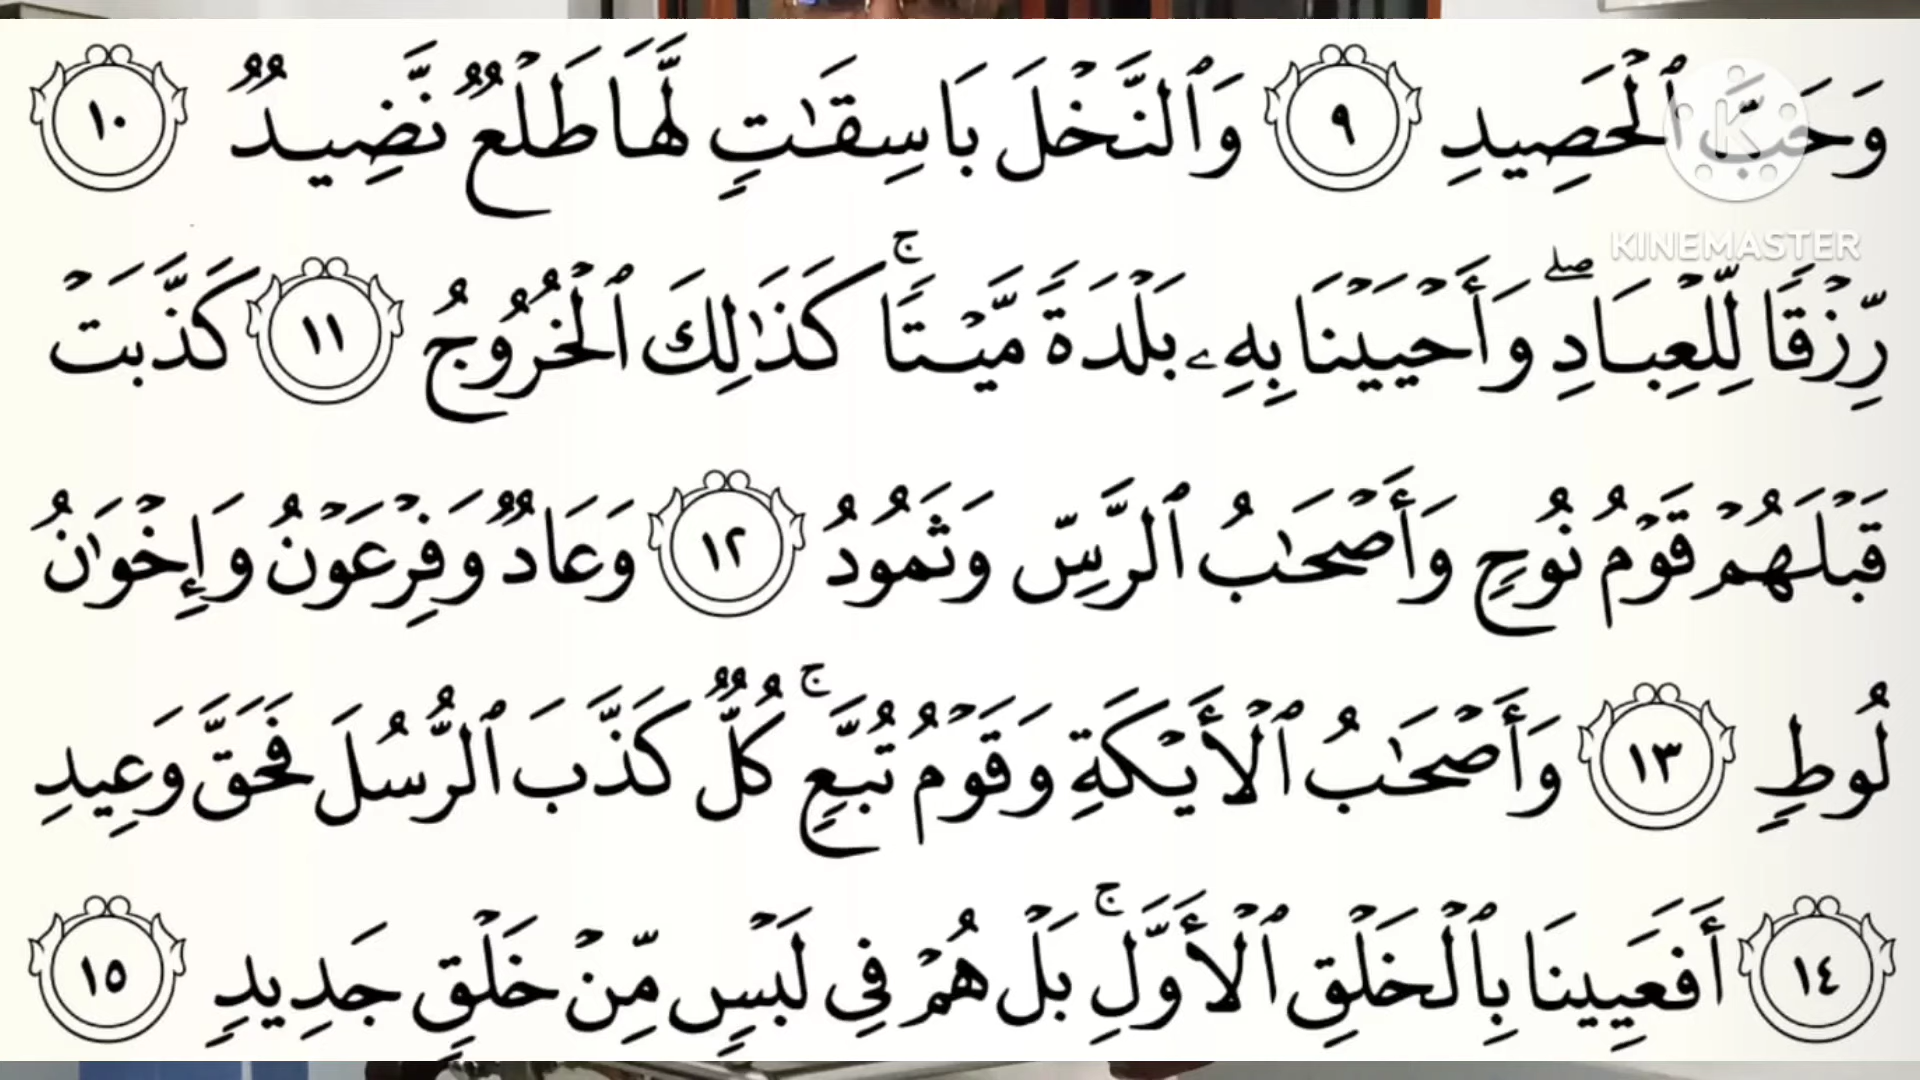 وَحَبَّ ٱلْحَصِيدِ ٩ وَٱلنَّخْلَ بَاسِقَـٰتٍ لَّهَا طَلْعٌ نَّضِيدٌ ١٠
KINEMASTER
رِّزْقًا لِّلْعِبَادِ ۖ وَأَحْيَيْنَا بِهِۦ بَلْدَةً مَّيْتًا ۚ كَذَٰلِكَ ٱلْخُرُوجُ ١١ كَذَّبَتْ
قَبْلَهُمْ قَوْمُ نُوحٍ وَأَصْحَـٰبُ ٱلرَّسِّ وَثَمُودُ ١٢ وَعَادٌ وَفِرْعَوْنُ وَإِخْوَٰنُ
لُوطٍ ١٣ وَأَصْحَـٰبُ ٱلْأَيْكَةِ وَقَوْمُ تُبَّعٍ ۚ كُلٌّ كَذَّبَ ٱلرُّسُلَ فَحَقَّ وَعِيدِ
١٤ أَفَعَيِينَا بِٱلْخَلْقِ ٱلْأَوَّلِ ۚ بَلْ هُمْ فِى لَبْسٍ مِّنْ خَلْقٍ جَدِيدٍ ١٥